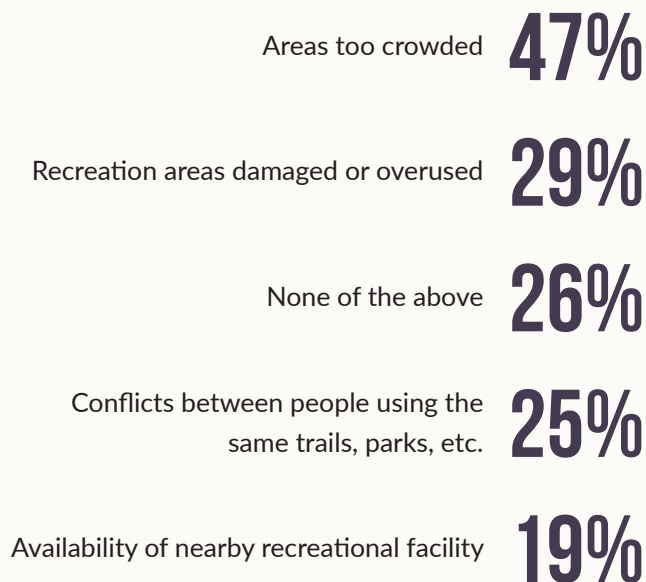 Areas too crowded 47%
Recreation areas damaged or overused 29%
None of the above 26%
Conflicts between people using the
same trails, parks, etc. 25%
Availability of nearby recreational facility 19%